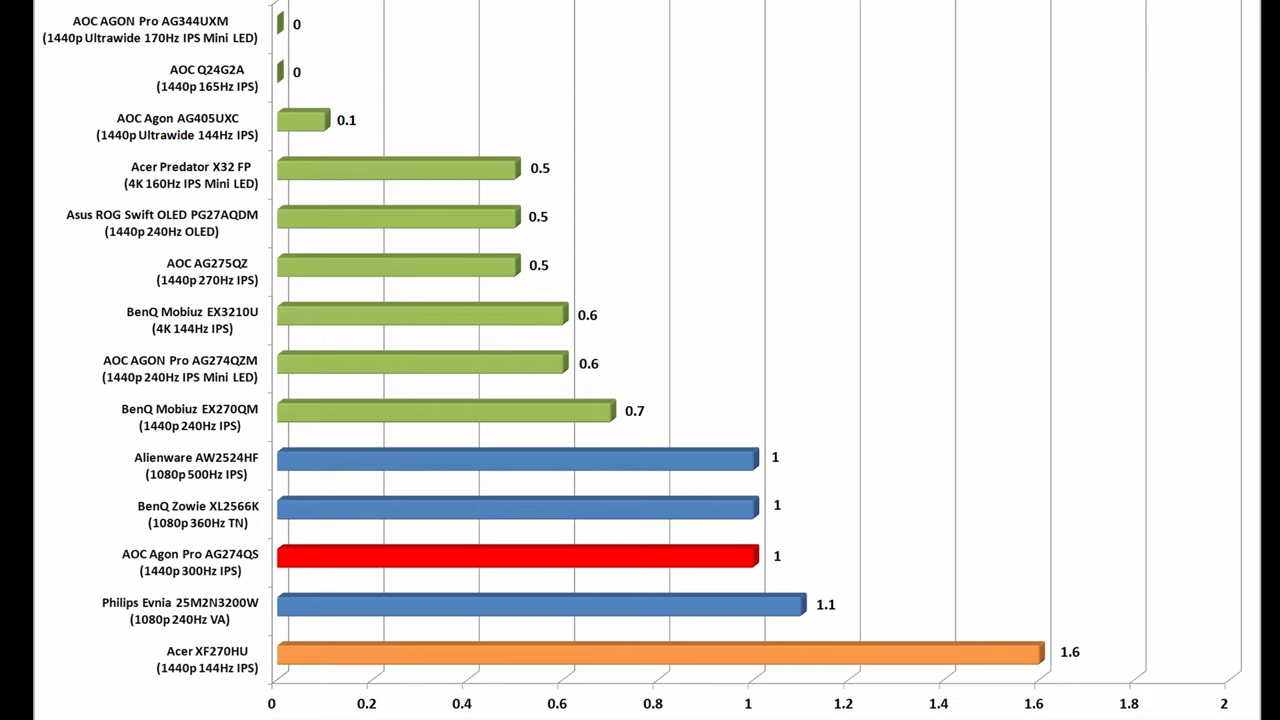 AOC AGON Pro AG344UXM
(1440p Ultrawide 170Hz IPS Mini LED)
0
AOC Q24G2A
(1440p 165Hz IPS)
0
AOC Agon AG405UXC
(1440p Ultrawide 144Hz IPS)
0.1
Acer Predator X32 FP
(4K 160Hz IPS Mini LED)
0.5
Asus ROG Swift OLED PG27AQDM
(1440p 240Hz OLED)
0.5
AOC AG275QZ
(1440p 270Hz IPS)
0.5
BenQ Mobiuz EX3210U
(4K 144Hz IPS)
0.6
AOC AGON Pro AG274QZM
(1440p 240Hz IPS Mini LED)
0.6
BenQ Mobiuz EX270QM
(1440p 240Hz IPS)
0.7
Alienware AW2524HF
(1080p 500Hz IPS)
1
BenQ Zowie XL2566K
(1080p 360Hz TN)
1
AOC Agon Pro AG274QS
(1440p 300Hz IPS)
1
Philips Evnia 25M2N3200W
(1080p 240Hz VA)
1.1
Acer XF270HU
(1440p 144Hz IPS)
1.6
0 0.2 0.4 0.6 0.8 1 1.2 1.4 1.6 1.8 2